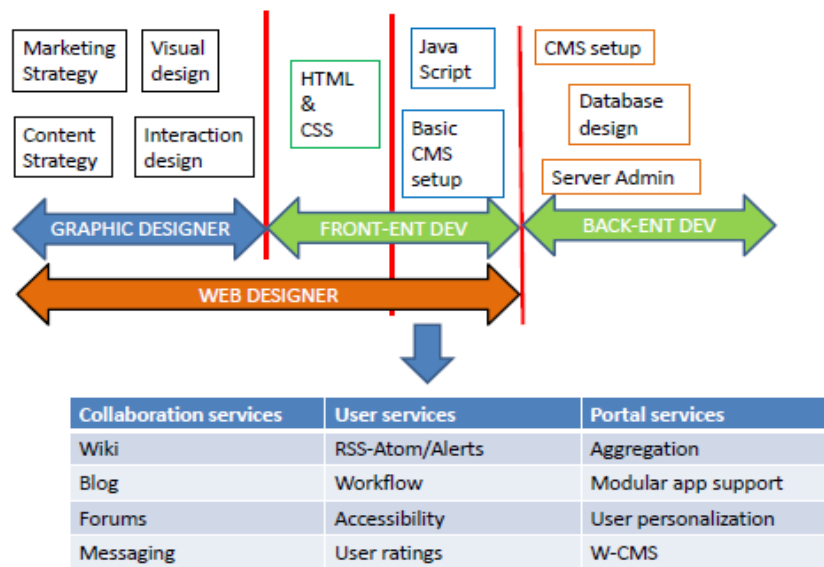 Marketing
Strategy
Visual
design
Content
Strategy
Interaction
design
HTML
&
CSS
Java
Script
Basic
CMS
setup
CMS setup
Database
design
Server Admin
GRAPHIC DESIGNER
FRONT-ENT DEV
BACK-ENT DEV
WEB DESIGNER
Collaboration services User services Portal services
Wiki RSS-Atom/Alerts Aggregation
Blog Workflow Modular app support
Forums Accessibility User personalization
Messaging User ratings W-CMS